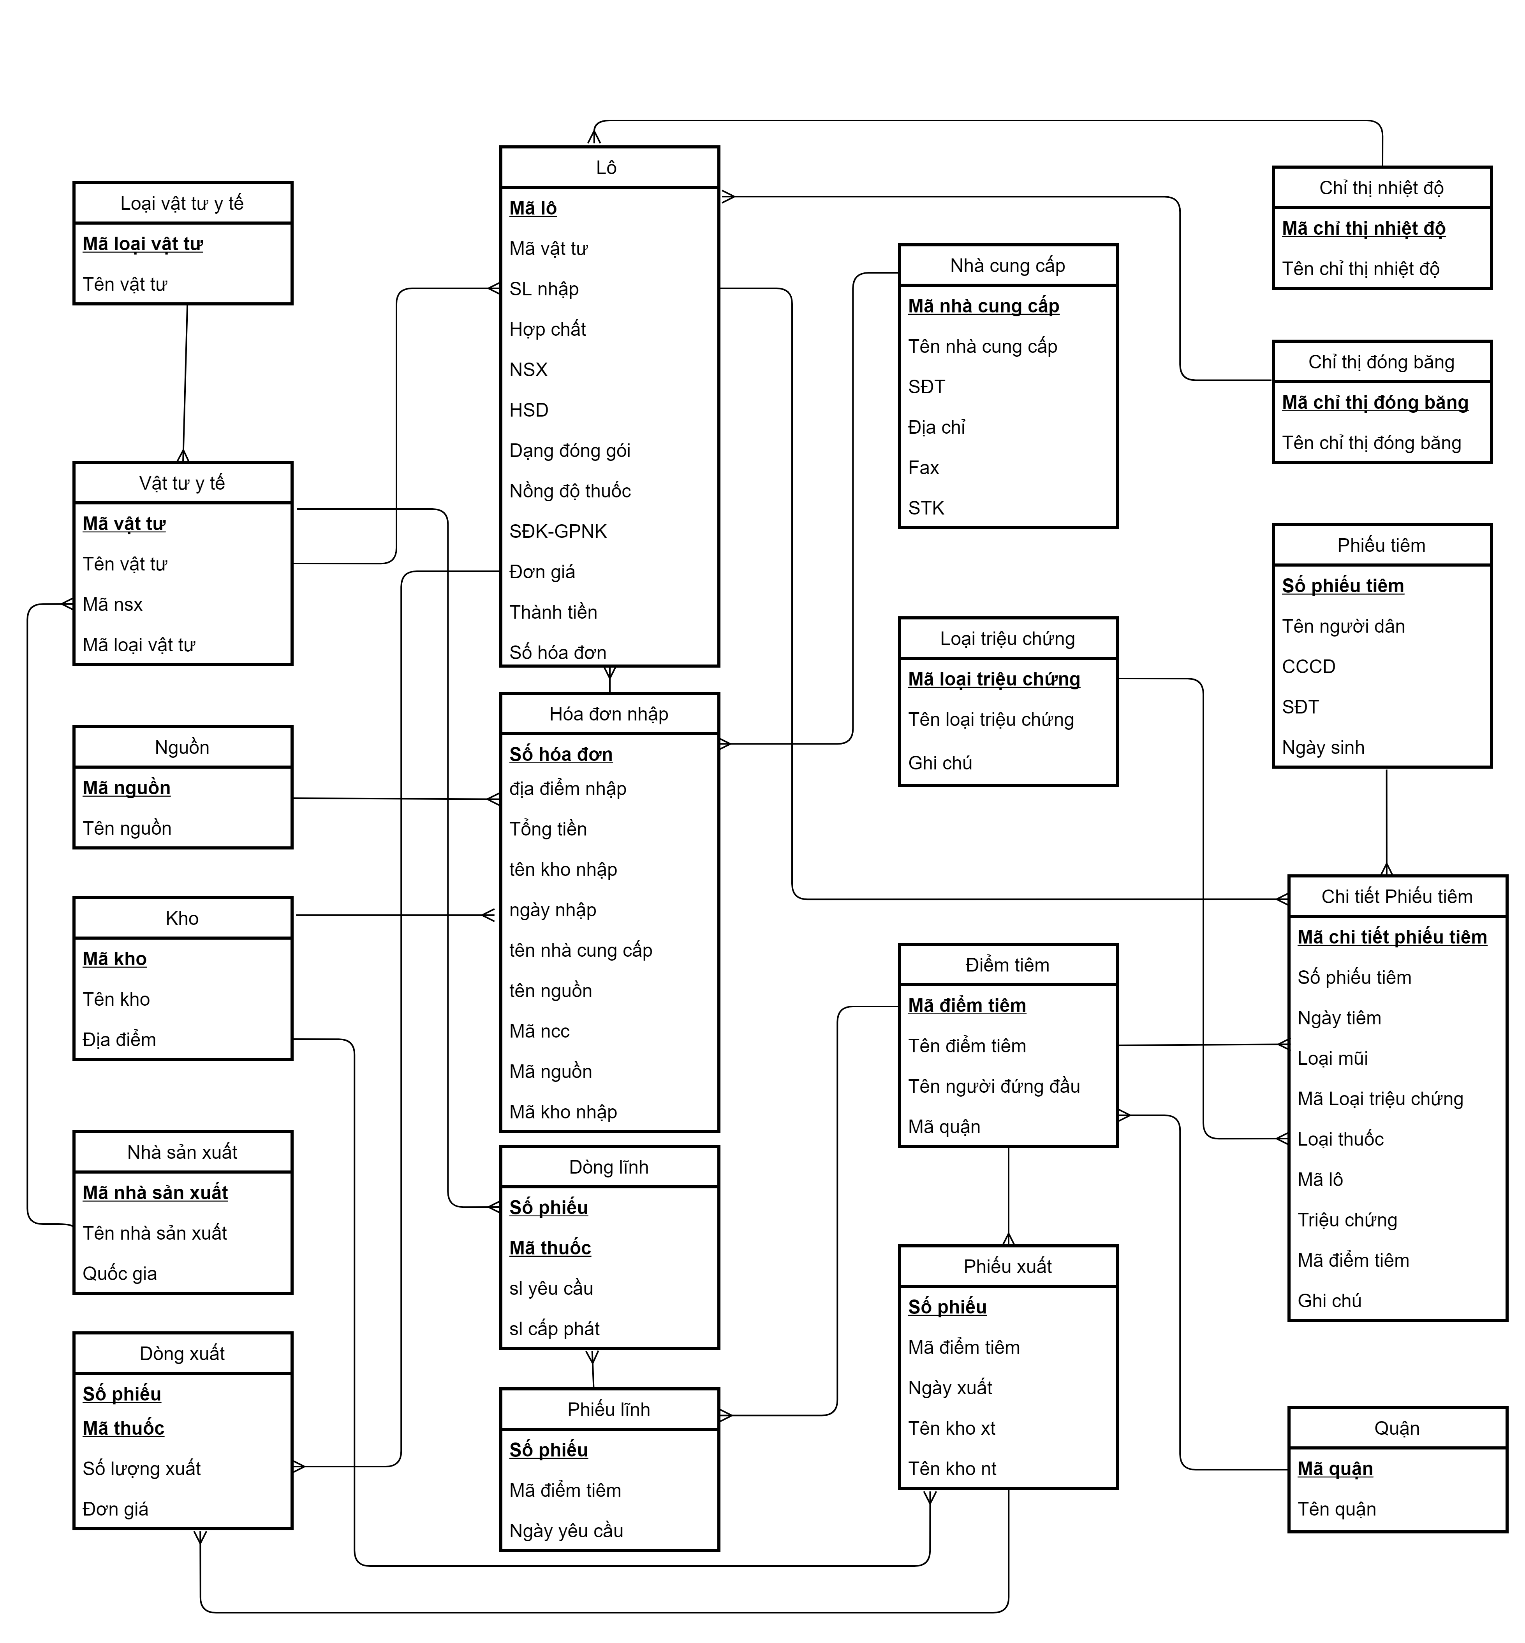 Loại vật tư y tế
Mã loại vật tư
Tên vật tư
Vật tư y tế
Mã vật tư
Tên vật tư
Mã nsx
Mã loại vật tư
Nguồn
Mã nguồn
Tên nguồn
Kho
Mã kho
Tên kho
Địa điểm
Nhà sản xuất
Mã nhà sản xuất
Tên nhà sản xuất
Quốc gia
Dòng xuất
Số phiếu
Mã thuốc
Số lượng xuất
Đơn giá
Lô
Mã lô
Mã vật tư
SL nhập
Hợp chất
NSX
HSD
Dạng đóng gói
Nồng độ thuốc
SĐK-GPNK
Đơn giá
Thành tiền
Số hóa đơn
Hóa đơn nhập
Số hóa đơn
địa điểm nhập
Tổng tiền
tên kho nhập
ngày nhập
tên nhà cung cấp
tên nguồn
Mã ncc
Mã nguồn
Mã kho nhập
Dòng lĩnh
Số phiếu
Mã thuốc
sl yêu cầu
sl cấp phát
Phiếu lĩnh
Số phiếu
Mã điểm tiêm
Ngày yêu cầu
Nhà cung cấp
Mã nhà cung cấp
Tên nhà cung cấp
SĐT
Địa chỉ
Fax
STK
Loại triệu chứng
Mã loại triệu chứng
Tên loại triệu chứng
Ghi chú
Điểm tiêm
Mã điểm tiêm
Tên điểm tiêm
Tên người đứng đầu
Mã quận
Phiếu xuất
Số phiếu
Mã điểm tiêm
Ngày xuất
Tên kho xt
Tên kho nt
Chỉ thị nhiệt độ
Mã chỉ thị nhiệt độ
Tên chỉ thị nhiệt độ
Chỉ thị đóng băng
Mã chỉ thị đóng băng
Tên chỉ thị đóng băng
Phiếu tiêm
Số phiếu tiêm
Tên người dân
CCCD
SĐT
Ngày sinh
Chi tiết Phiếu tiêm
Mã chi tiết phiếu tiêm
Số phiếu tiêm
Ngày tiêm
Loại mũi
Mã Loại triệu chứng
Loại thuốc
Mã lô
Triệu chứng
Mã điểm tiêm
Ghi chú
Quận
Mã quận
Tên quận